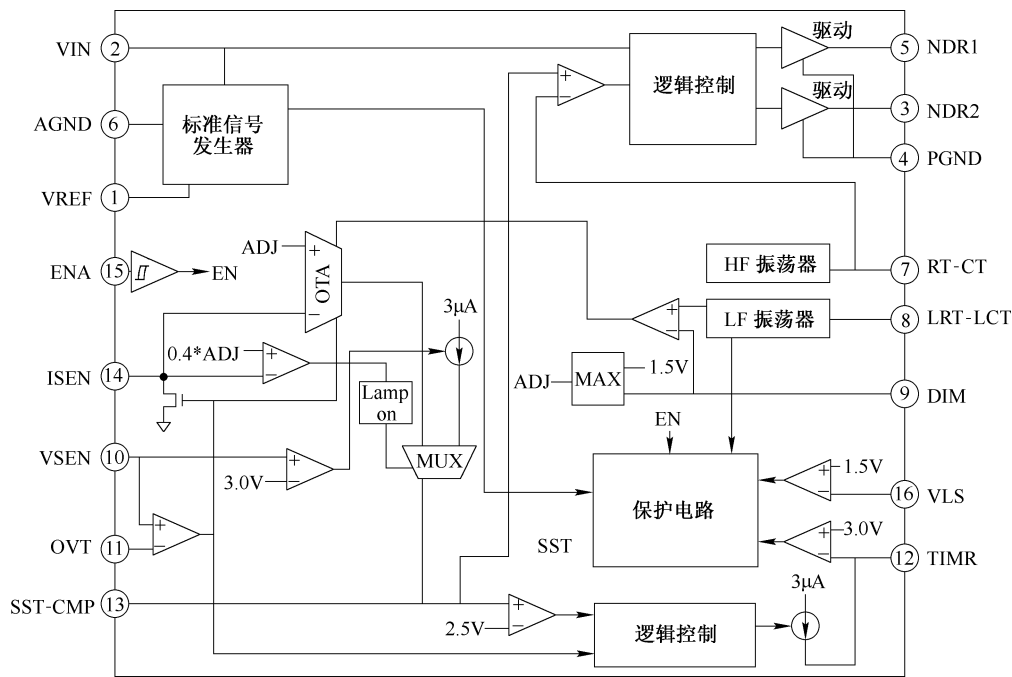 VIN 2
AGND 6
VREF 1
ENA 15
ISEN 14
VSEN 10
OVT 11
SST-CMP 13
标准信号
发生器
EN
ADJ
+
OTA
−
0.4*ADJ
+
−
3μA
Lamp
on
MUX
+
3.0V
−
+
−
+
−
逻辑控制
驱动
驱动
5 NDR1
3 NDR2
4 PGND
HF 振荡器
7 RT-CT
LF 振荡器
8 LRT-LCT
+
−
ADJ
MAX
1.5V
9 DIM
EN
保护电路
SST
+
1.5V
−
16 VLS
+
3.0V
−
12 TIMR
+
2.5V
−
逻辑控制
3μA